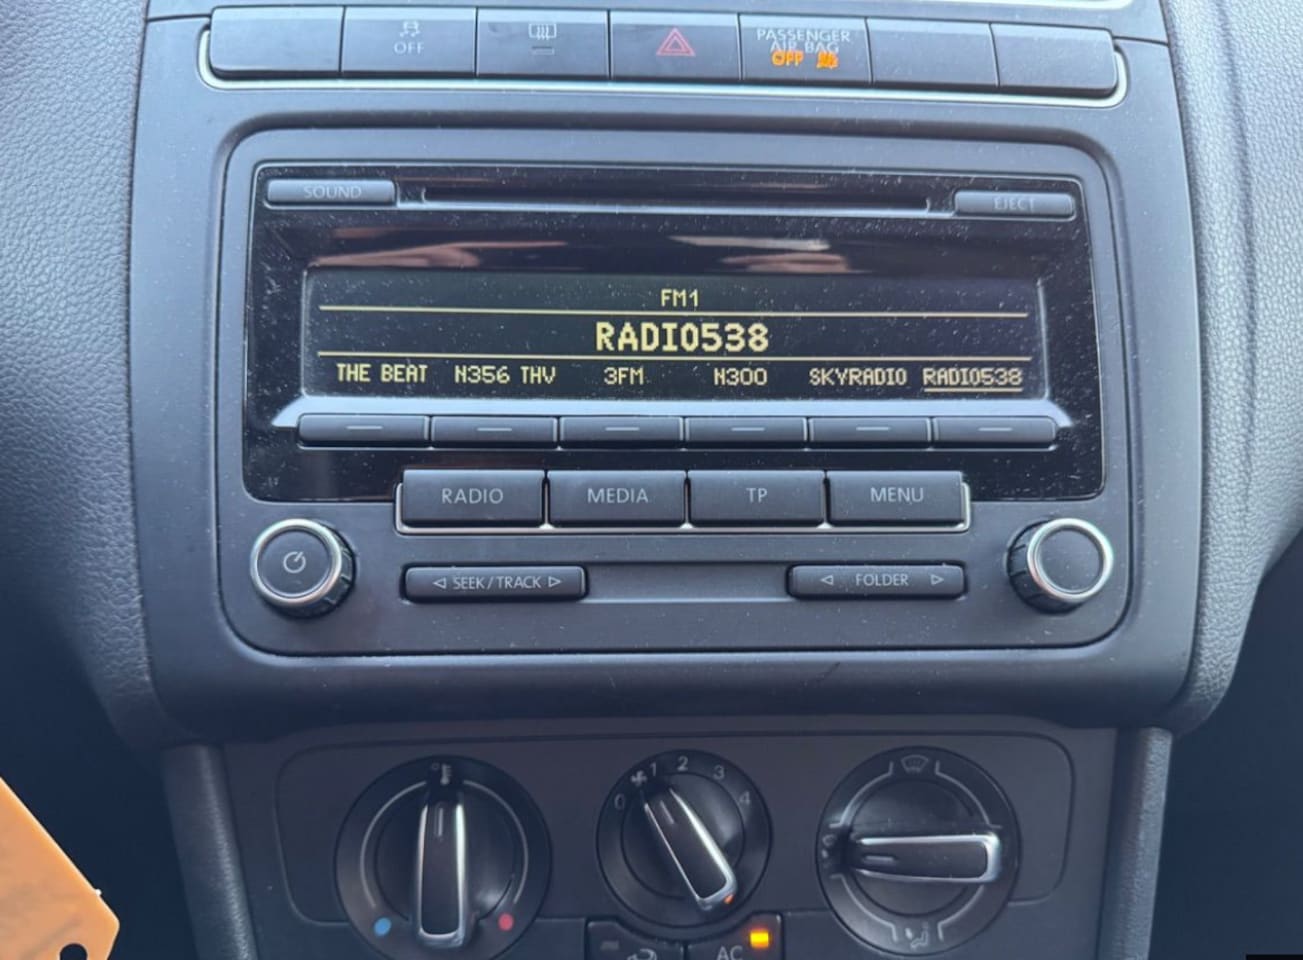 OFF
PASSENGER
AIR BAG
OFF
SOUND
EJECT
FM1
RADIO538
THE BEAT N356 THV 3FM N300 SKYRADIO RADIO538
RADIO MEDIA TP MENU
SEEK/TRACK FOLDER
0 1 2 3 4
AC